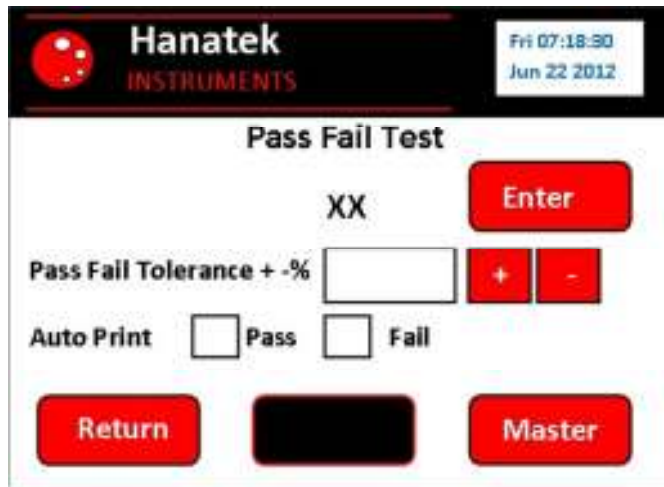 Hanatek
INSTRUMENTS
Fri 07:18:30
Jun 22 2012
Pass Fail Test
XX
Enter
Pass Fail Tolerance + -%
+ -
Auto Print Pass Fail
Return
Master